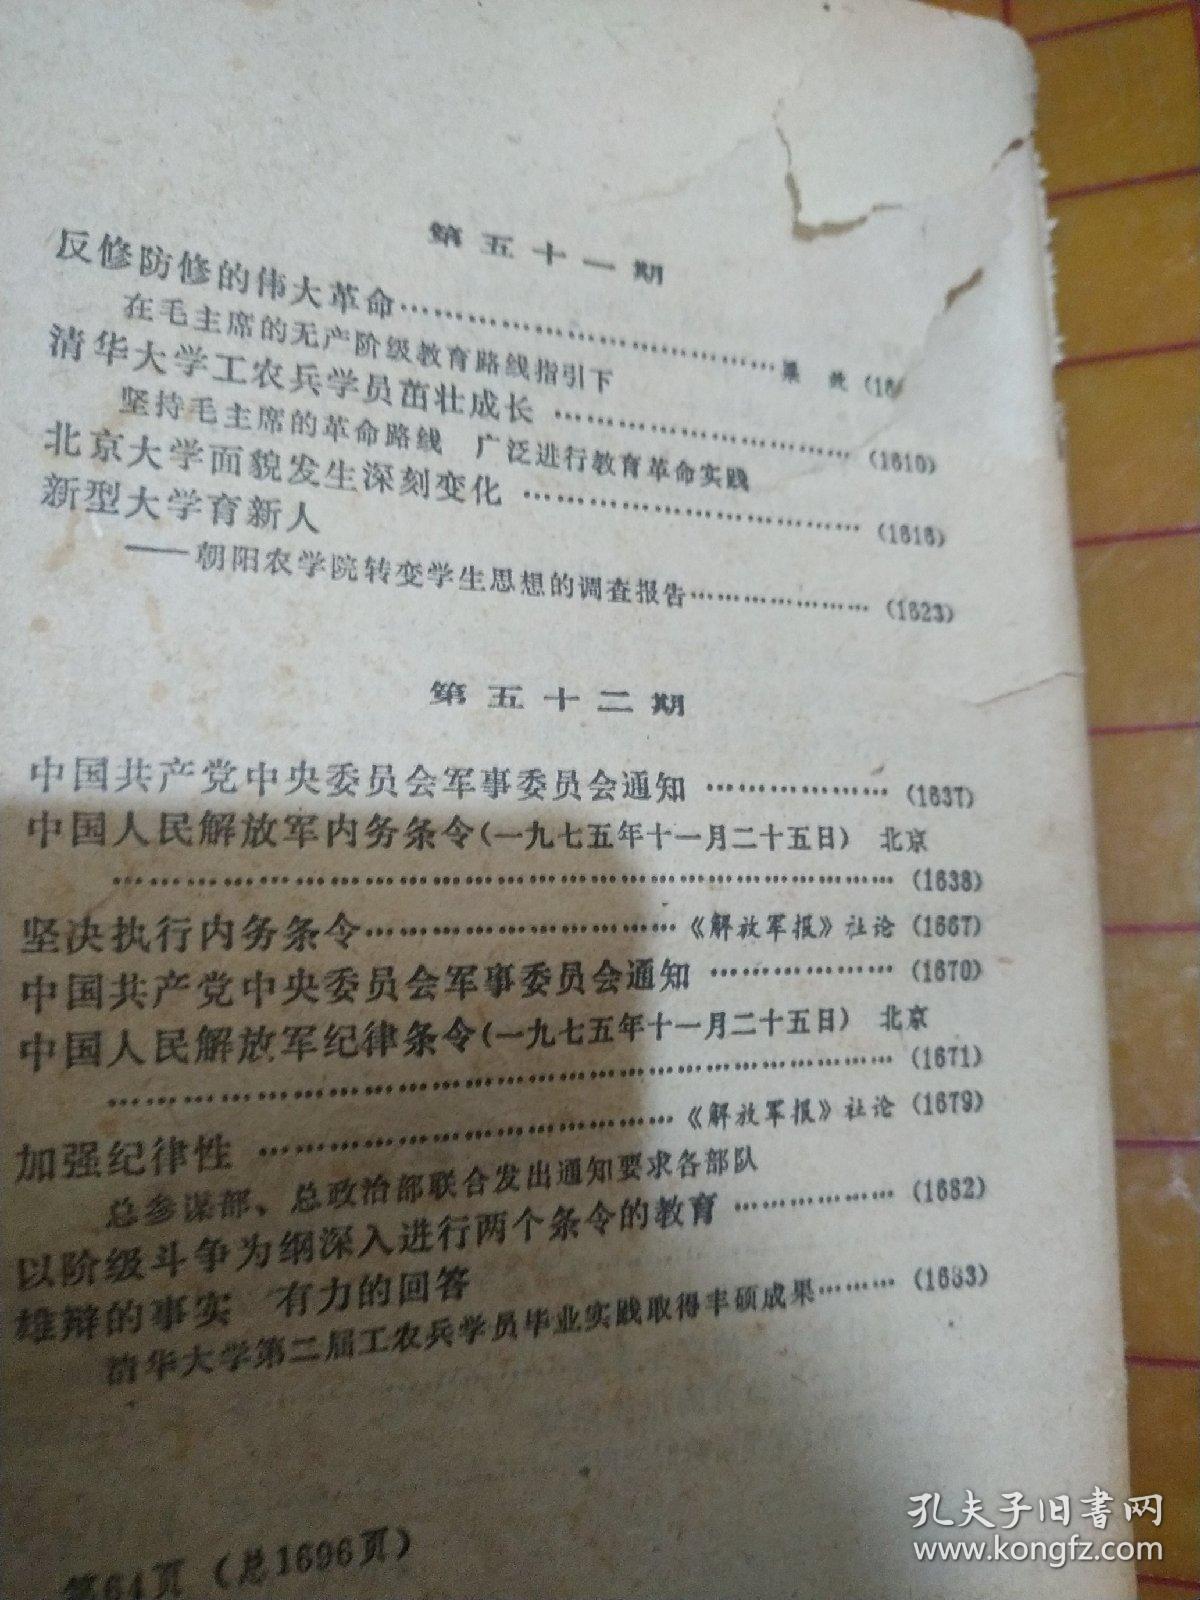 第五十一期
反修防修的伟大革命……………………………………梁 效 (16
在毛主席的无产阶级教育路线指引下
清华大学工农兵学员茁壮成长 ……………………………(1610)
坚持毛主席的革命路线 广泛进行教育革命实践
北京大学面貌发生深刻变化 ………………………………(1616)
新型大学育新人
——朝阳农学院转变学生思想的调查报告…………………(1623)
第五十二期
中国共产党中央委员会军事委员会通知 ………………(1637)
中国人民解放军内务条令(一九七五年十一月二十五日) 北京
……………………………………………………………………(1638)
坚决执行内务条令……………………………《解放军报》社论 (1667)
中国共产党中央委员会军事委员会通知 ………………(1670)
中国人民解放军纪律条令(一九七五年十一月二十五日) 北京
……………………………………………………………………(1671)
加强纪律性 ……………………………………《解放军报》社论 (1679)
总参谋部、总政治部联合发出通知要求各部队
以阶级斗争为纲深入进行两个条令的教育 ……………(1682)
雄辩的事实 有力的回答
清华大学第二届工农兵学员毕业实践取得丰硕成果………(1683)
第64页 (总1696页)
孔夫子旧书网
www.kongfz.com